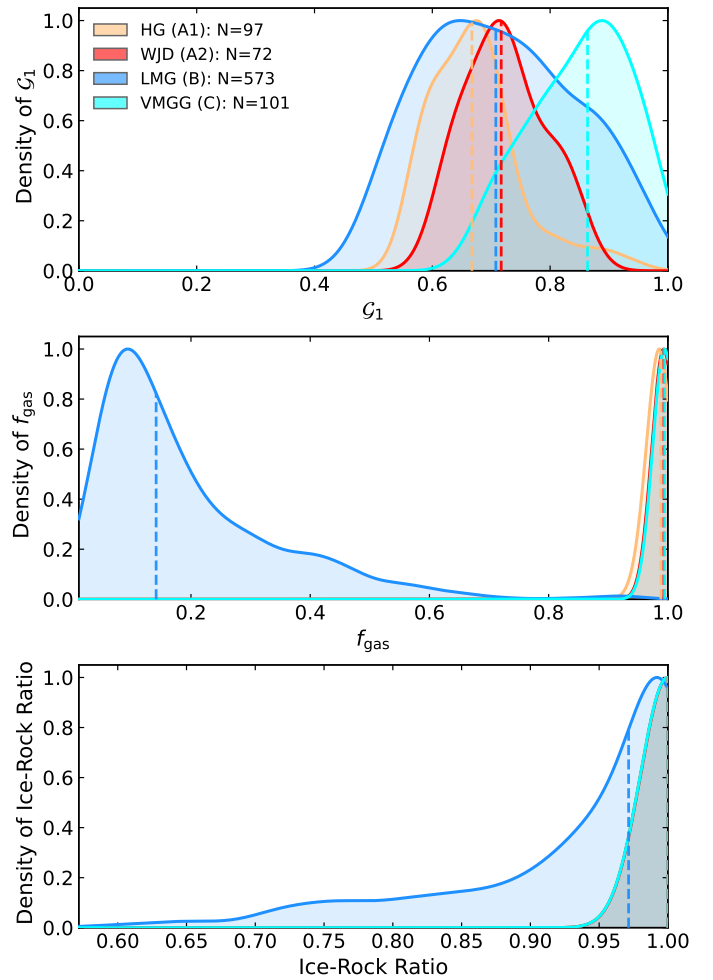 HG (A1): N=97
WJD (A2): N=72
LMG (B): N=573
VMGG (C): N=101
Density of 𝒢₁
1.0
0.8
0.6
0.4
0.2
0.0
0.0 0.2 0.4 0.6 0.8 1.0
𝒢₁
Density of f_gas
1.0
0.8
0.6
0.4
0.2
0.0
0.2 0.4 0.6 0.8 1.0
f_gas
Density of Ice-Rock Ratio
1.0
0.8
0.6
0.4
0.2
0.0
0.60 0.65 0.70 0.75 0.80 0.85 0.90 0.95 1.00
Ice-Rock Ratio